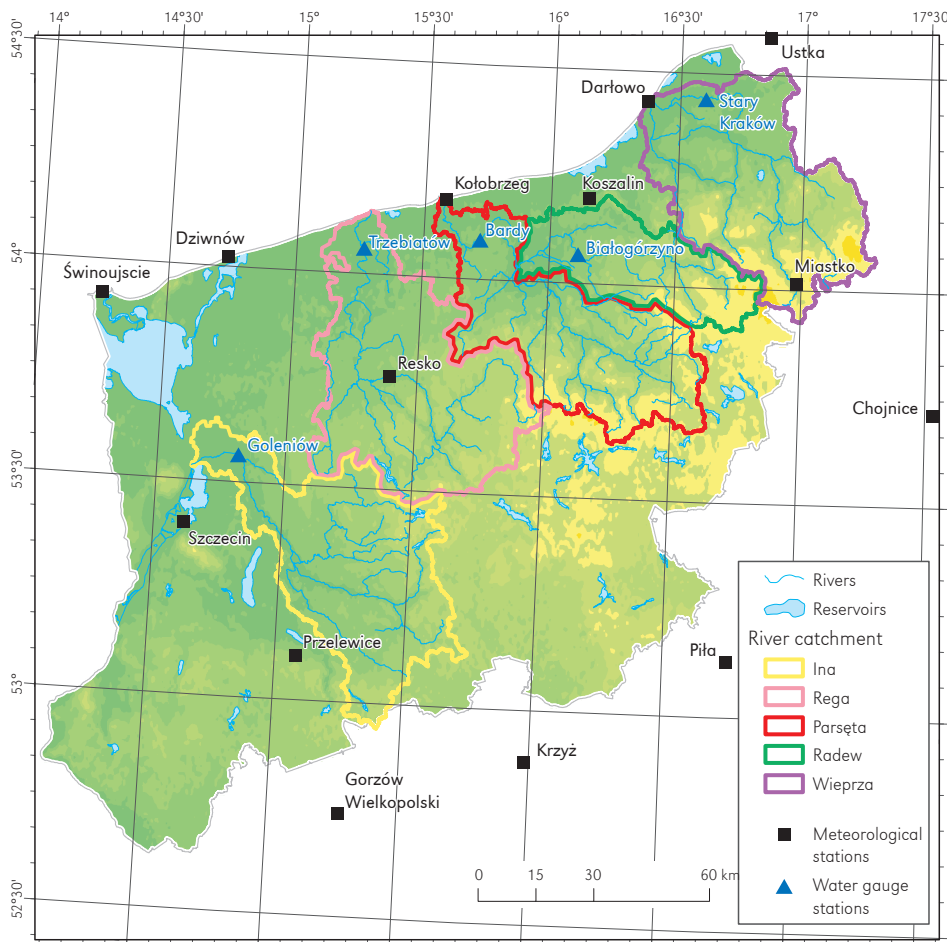 14° 14°30' 15° 15°30' 16° 16°30' 17° 17°30'
54°30'
Ustka
Darłowo
Stary
Kraków
Kołobrzeg
Koszalin
Bardy
Trzebiatów
Białogórzyno
Dziwnów
54°
Świnoujscie
Miastko
Resko
Chojnice
Goleniów
53°30'
Szczecin
Przelewice
Piła
53°
Krzyż
Gorzów
Wielkopolski
52°30'
0 15 30 60 km
Rivers
Reservoirs
River catchment
Ina
Rega
Parsęta
Radew
Wieprza
Meteorological
stations
Water gauge
stations